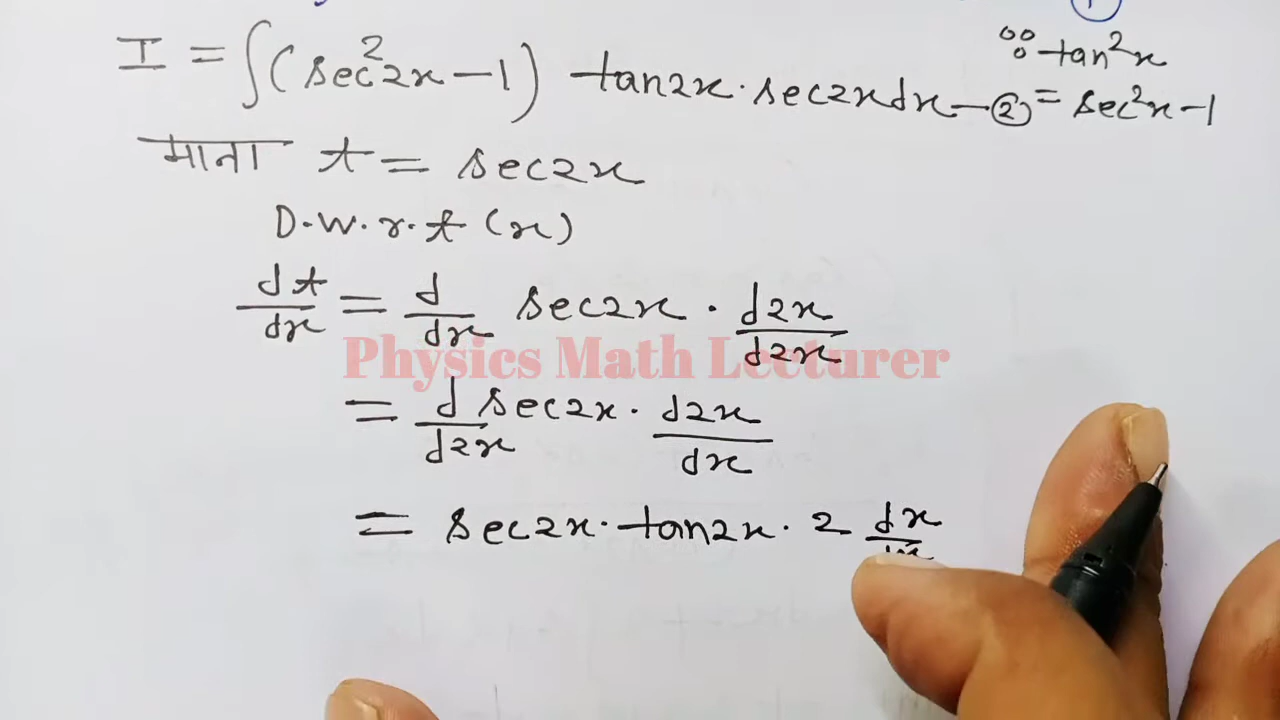 I = ∫(sec²2x − 1) tan2x · sec2x dx — ②
∵ tan²x
= sec²x − 1
माना t = sec2x
D.W.r.t (x)
dt/dx = d/dx sec2x · d2x/d2x
Physics Math Lecturer
= d sec2x/d2x · d2x/dx
= sec2x · tan2x · 2 dx/dx